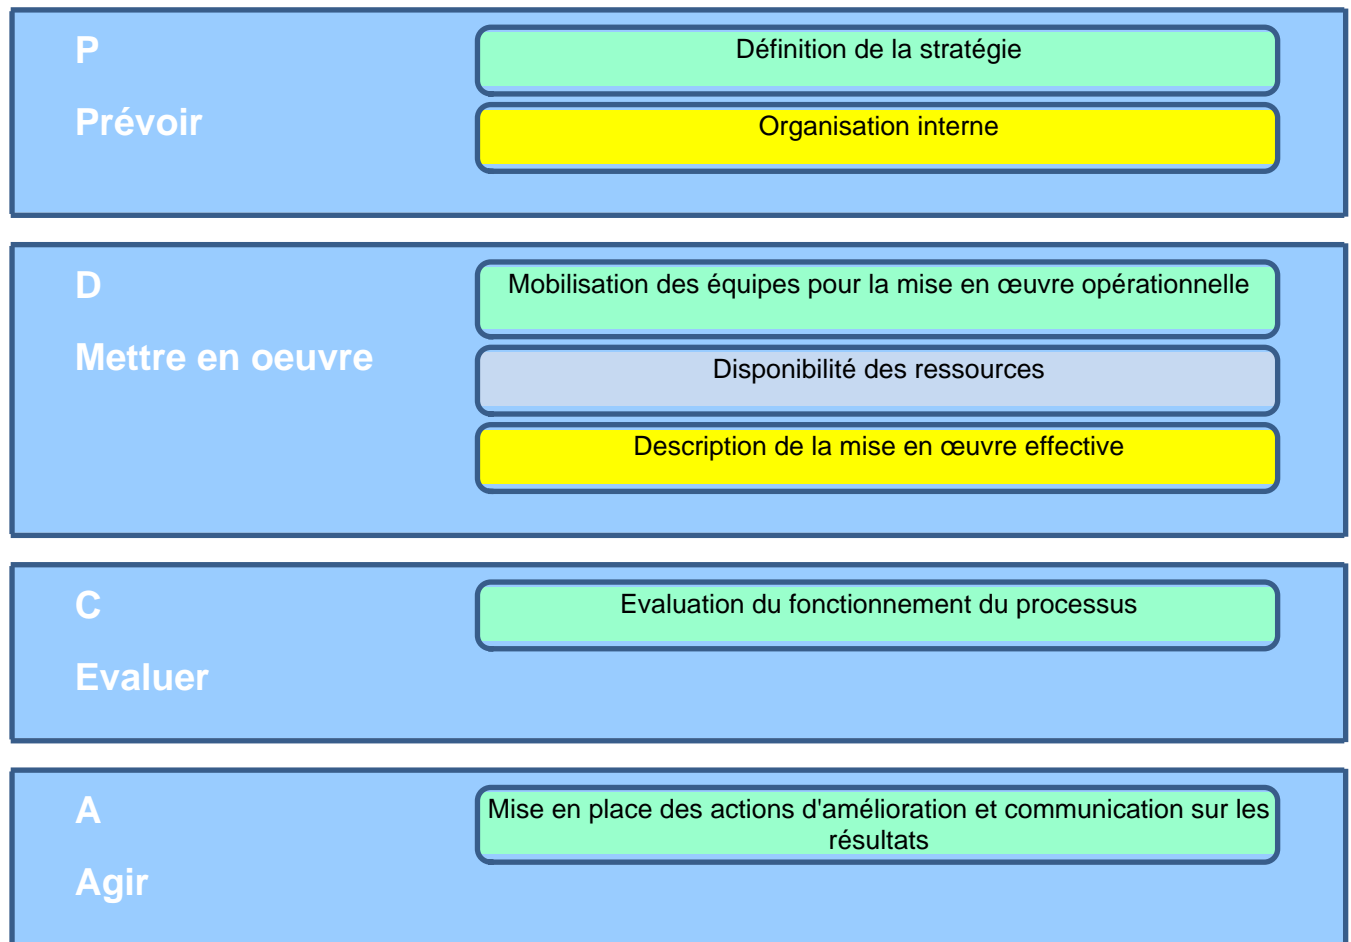 P
Définition de la stratégie
Prévoir
Organisation interne
D
Mobilisation des équipes pour la mise en œuvre opérationnelle
Mettre en oeuvre
Disponibilité des ressources
Description de la mise en œuvre effective
C
Evaluation du fonctionnement du processus
Evaluer
A
Mise en place des actions d'amélioration et communication sur les
résultats
Agir